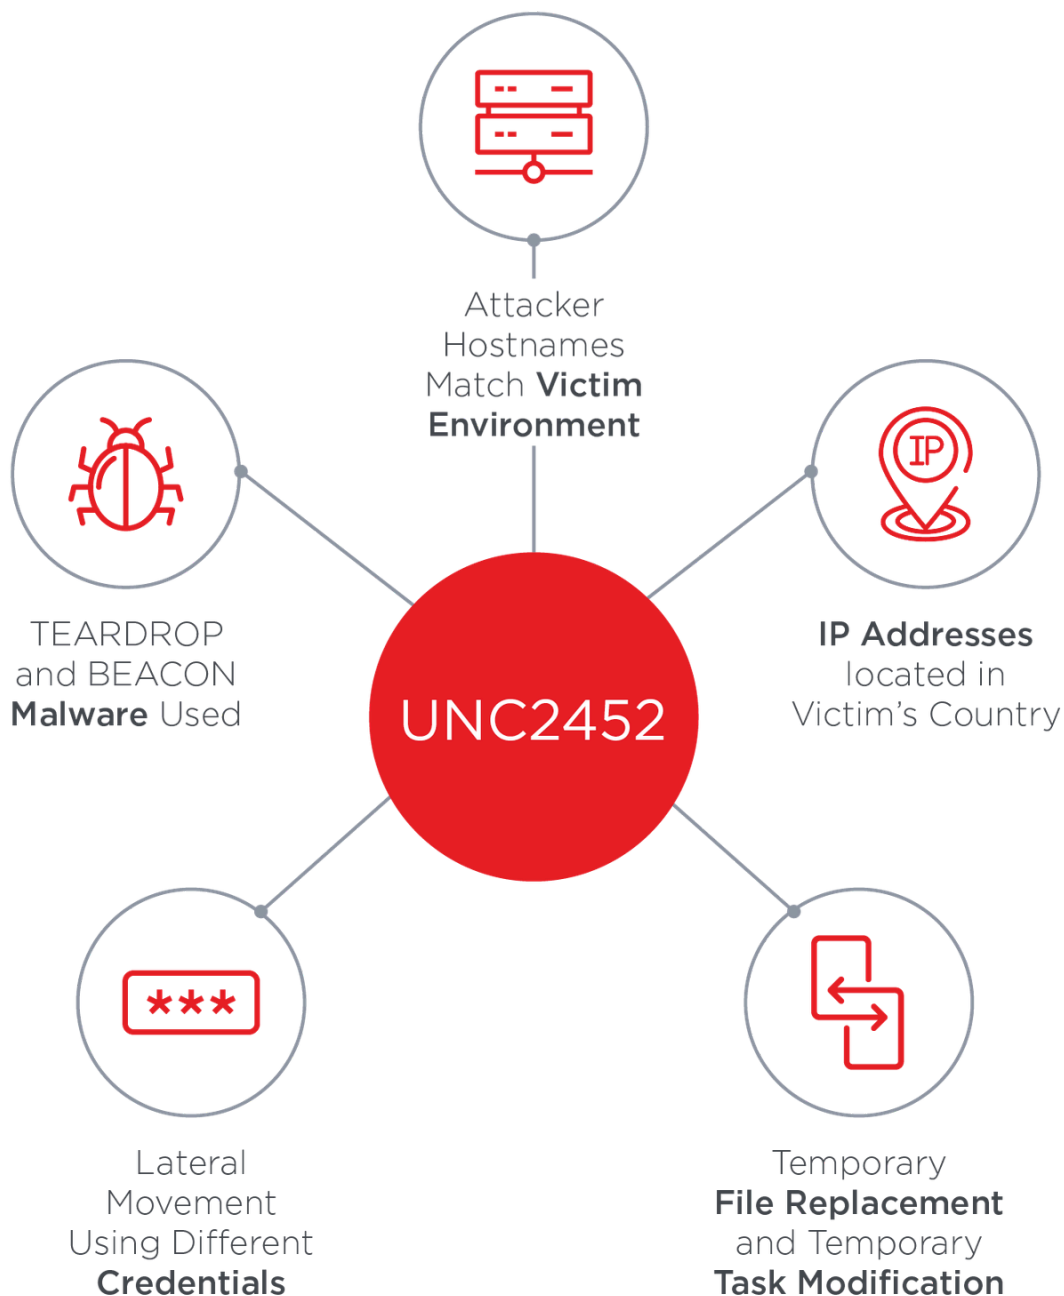 Attacker
Hostnames
Match Victim
Environment
TEARDROP
and BEACON
Malware Used
IP
IP Addresses
located in
Victim's Country
UNC2452
***
Lateral
Movement
Using Different
Credentials
Temporary
File Replacement
and Temporary
Task Modification